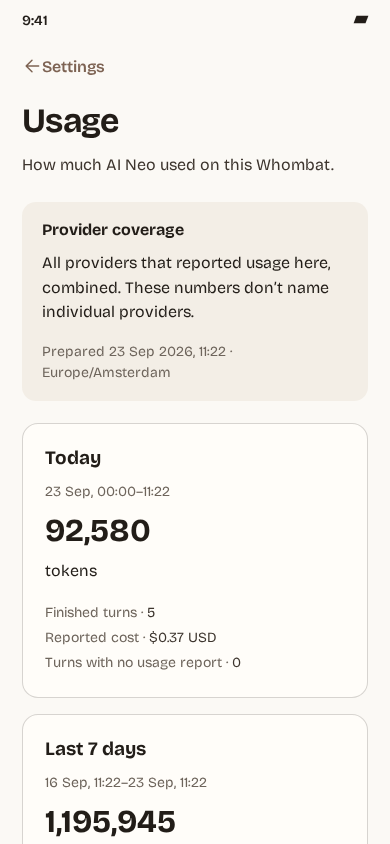 9:41
Settings
Usage
How much AI Neo used on this Whombat.
Provider coverage
All providers that reported usage here,
combined. These numbers don’t name
individual providers.
Prepared 23 Sep 2026, 11:22 ·
Europe/Amsterdam
Today
23 Sep, 00:00–11:22
92,580
tokens
Finished turns · 5
Reported cost · $0.37 USD
Turns with no usage report · 0
Last 7 days
16 Sep, 11:22–23 Sep, 11:22
1,195,945